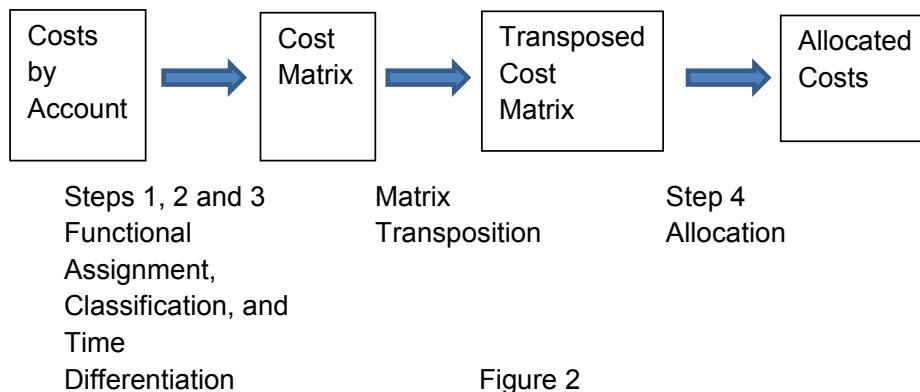 Costs
by
Account
Cost
Matrix
Transposed
Cost
Matrix
Allocated
Costs
Steps 1, 2 and 3
Functional
Assignment,
Classification, and
Time
Differentiation
Matrix
Transposition
Step 4
Allocation
Figure 2